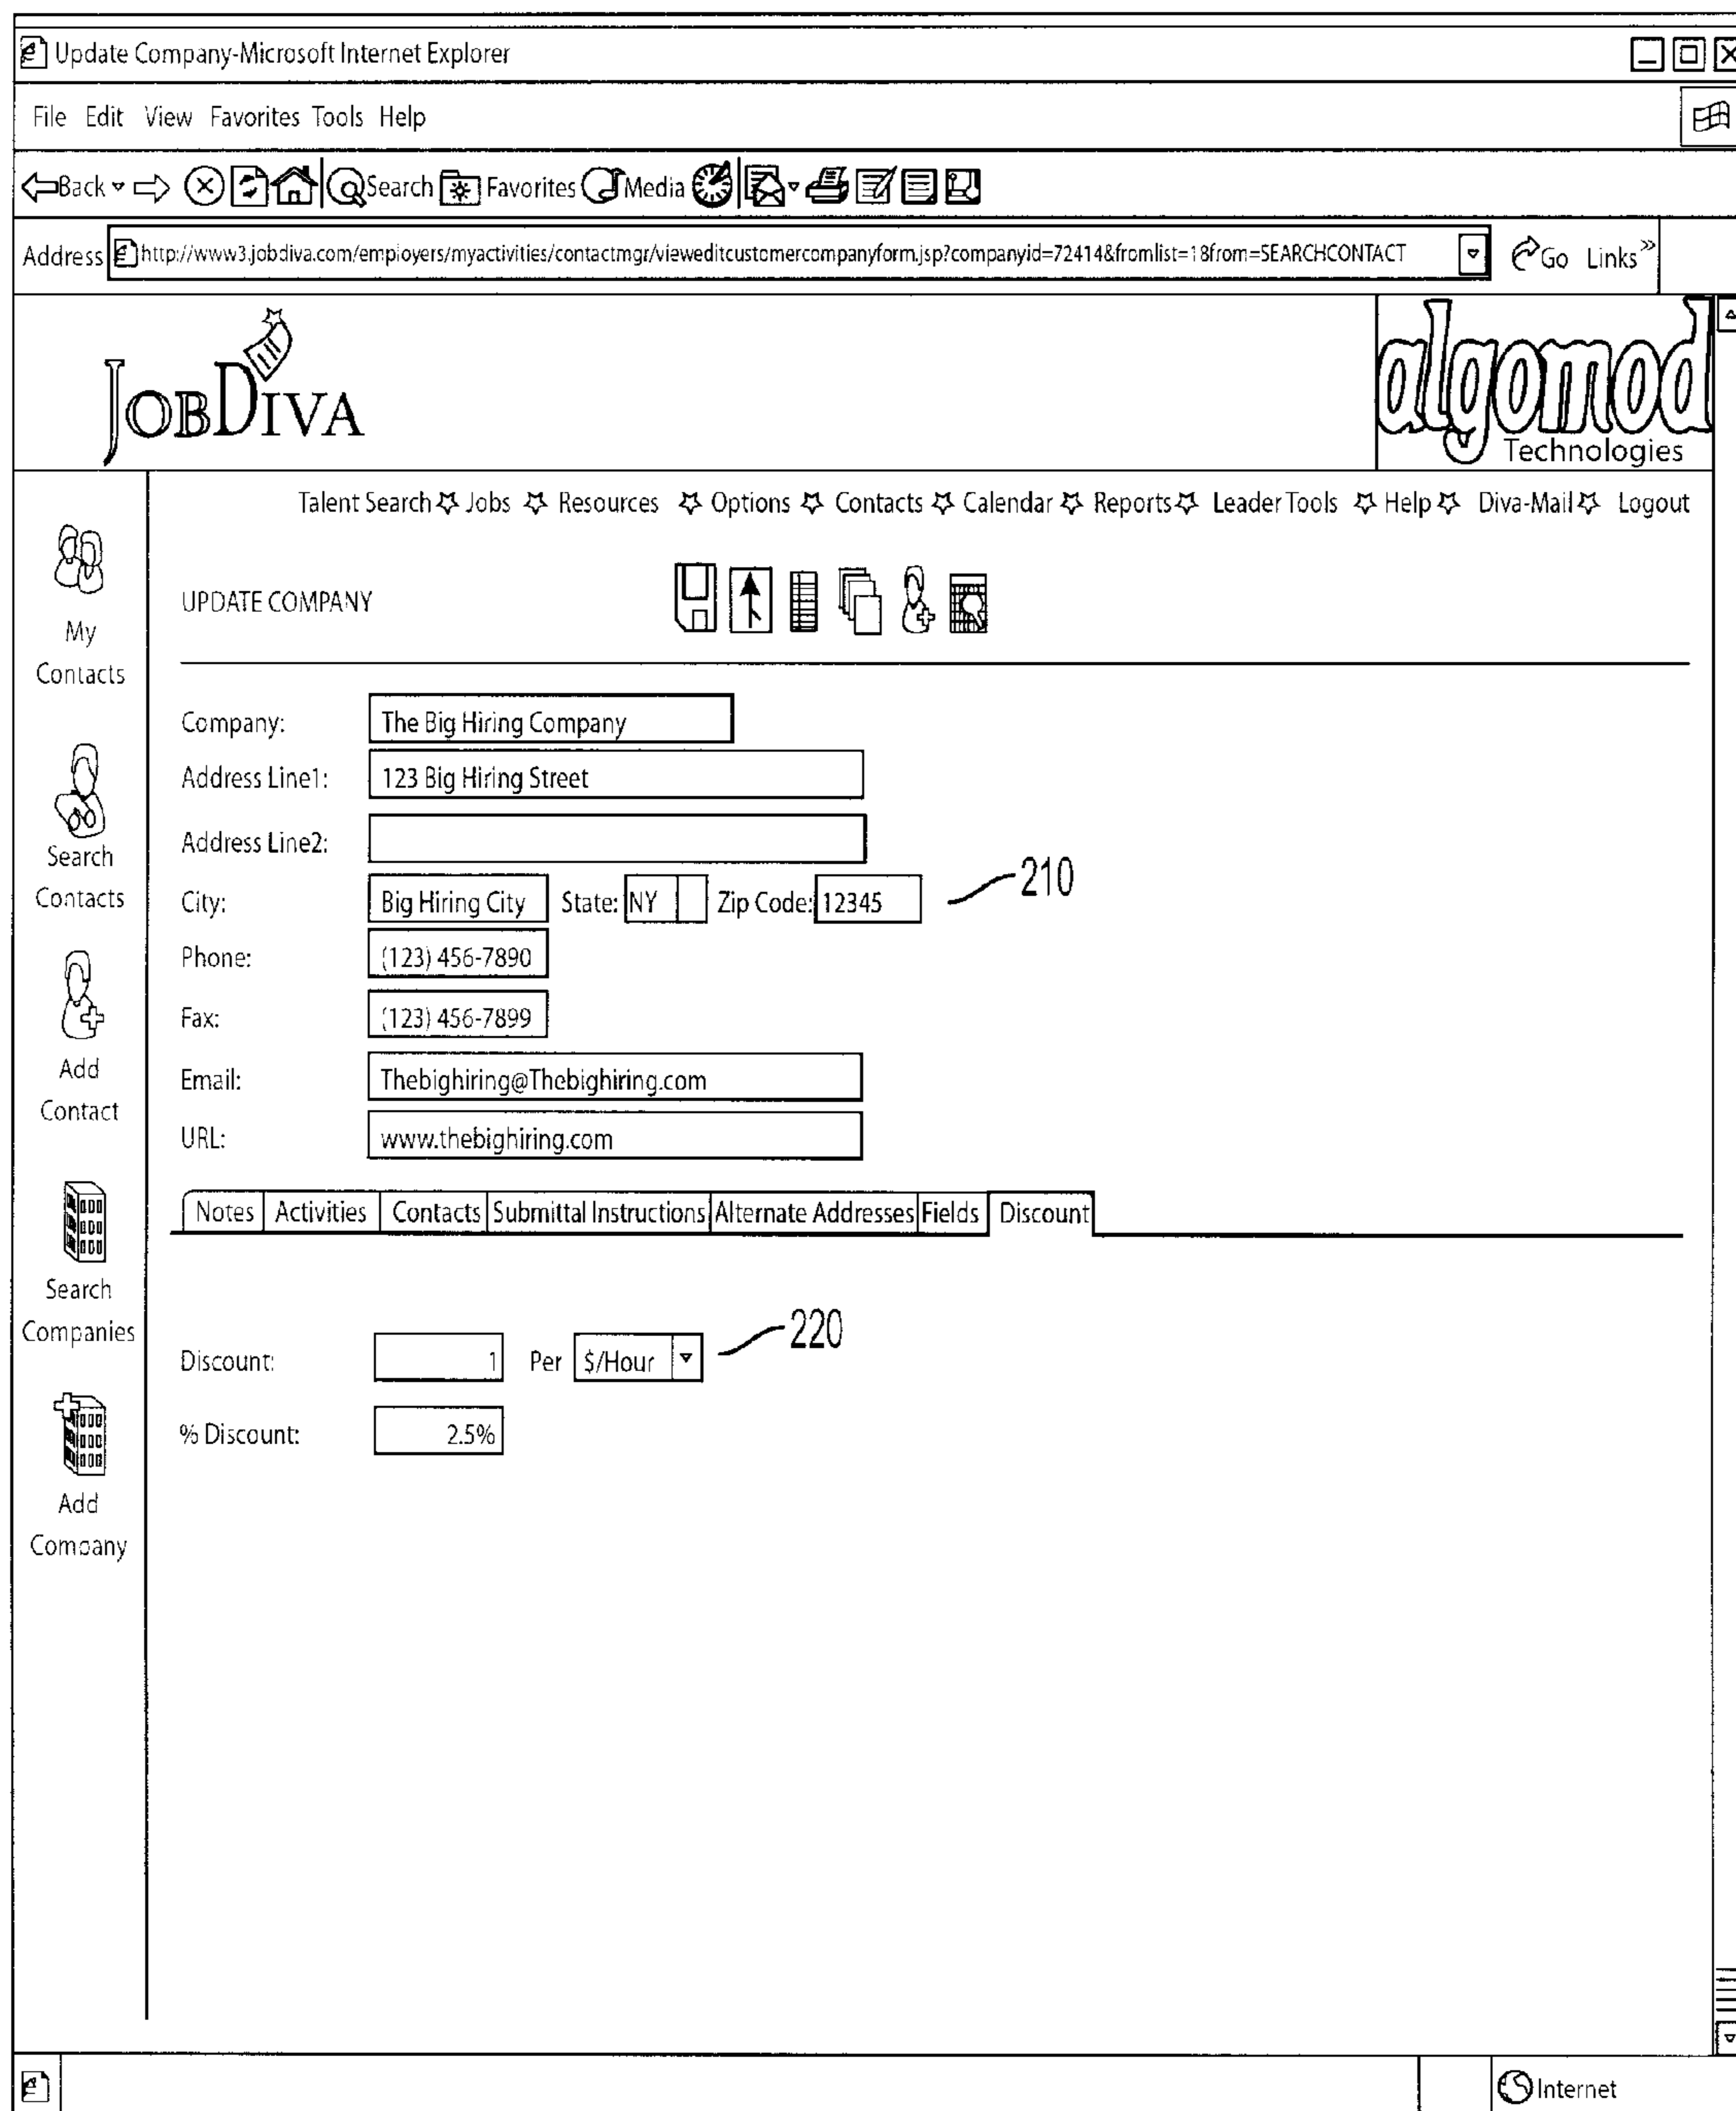 Update Company-Microsoft Internet Explorer
File Edit View Favorites Tools Help
Back Search Favorites Media
Address http://www3.jobdiva.com/employers/myactivities/contactmgr/vieweditcustomercompanyform.jsp?companyid=72414&fromlist=18from=SEARCHCONTACT Go Links»
JOBDIVA
algomod
Technologies
Talent Search Jobs Resources Options Contacts Calendar Reports Leader Tools Help Diva-Mail Logout
My
Contacts
Search
Contacts
Add
Contact
Search
Companies
Add
Company
UPDATE COMPANY
Company: The Big Hiring Company
Address Line1: 123 Big Hiring Street
Address Line2:
City: Big Hiring City State: NY Zip Code: 12345 210
Phone: (123) 456-7890
Fax: (123) 456-7899
Email: Thebighiring@Thebighiring.com
URL: www.thebighiring.com
Notes Activities Contacts Submittal Instructions Alternate Addresses Fields Discount
Discount: 1 Per $/Hour 220
% Discount: 2.5%
Internet